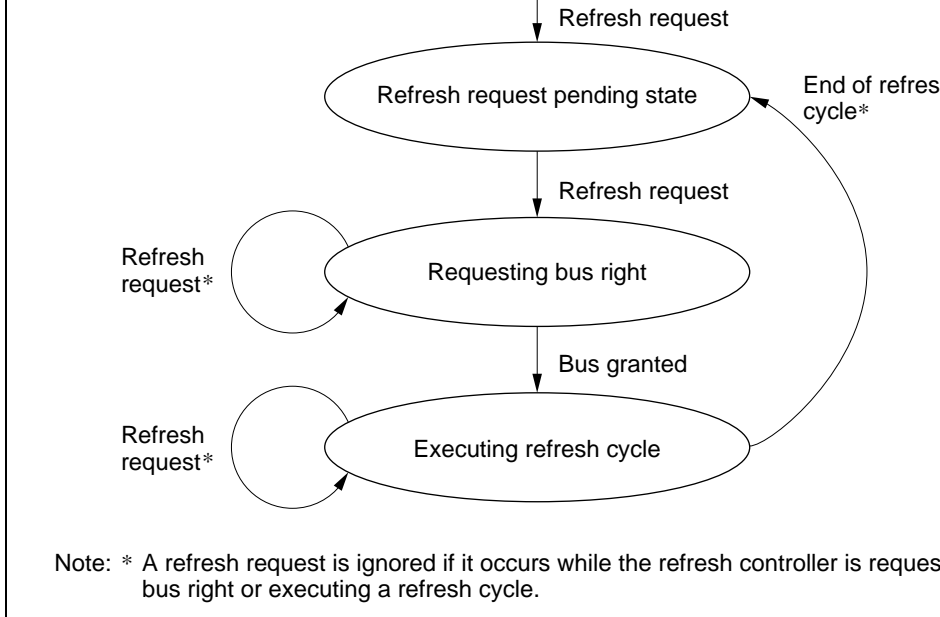 Refresh request
Refresh request pending state
End of refres
cycle*
Refresh request
Refresh
request*
Requesting bus right
Bus granted
Refresh
request*
Executing refresh cycle
Note: * A refresh request is ignored if it occurs while the refresh controller is reques
bus right or executing a refresh cycle.